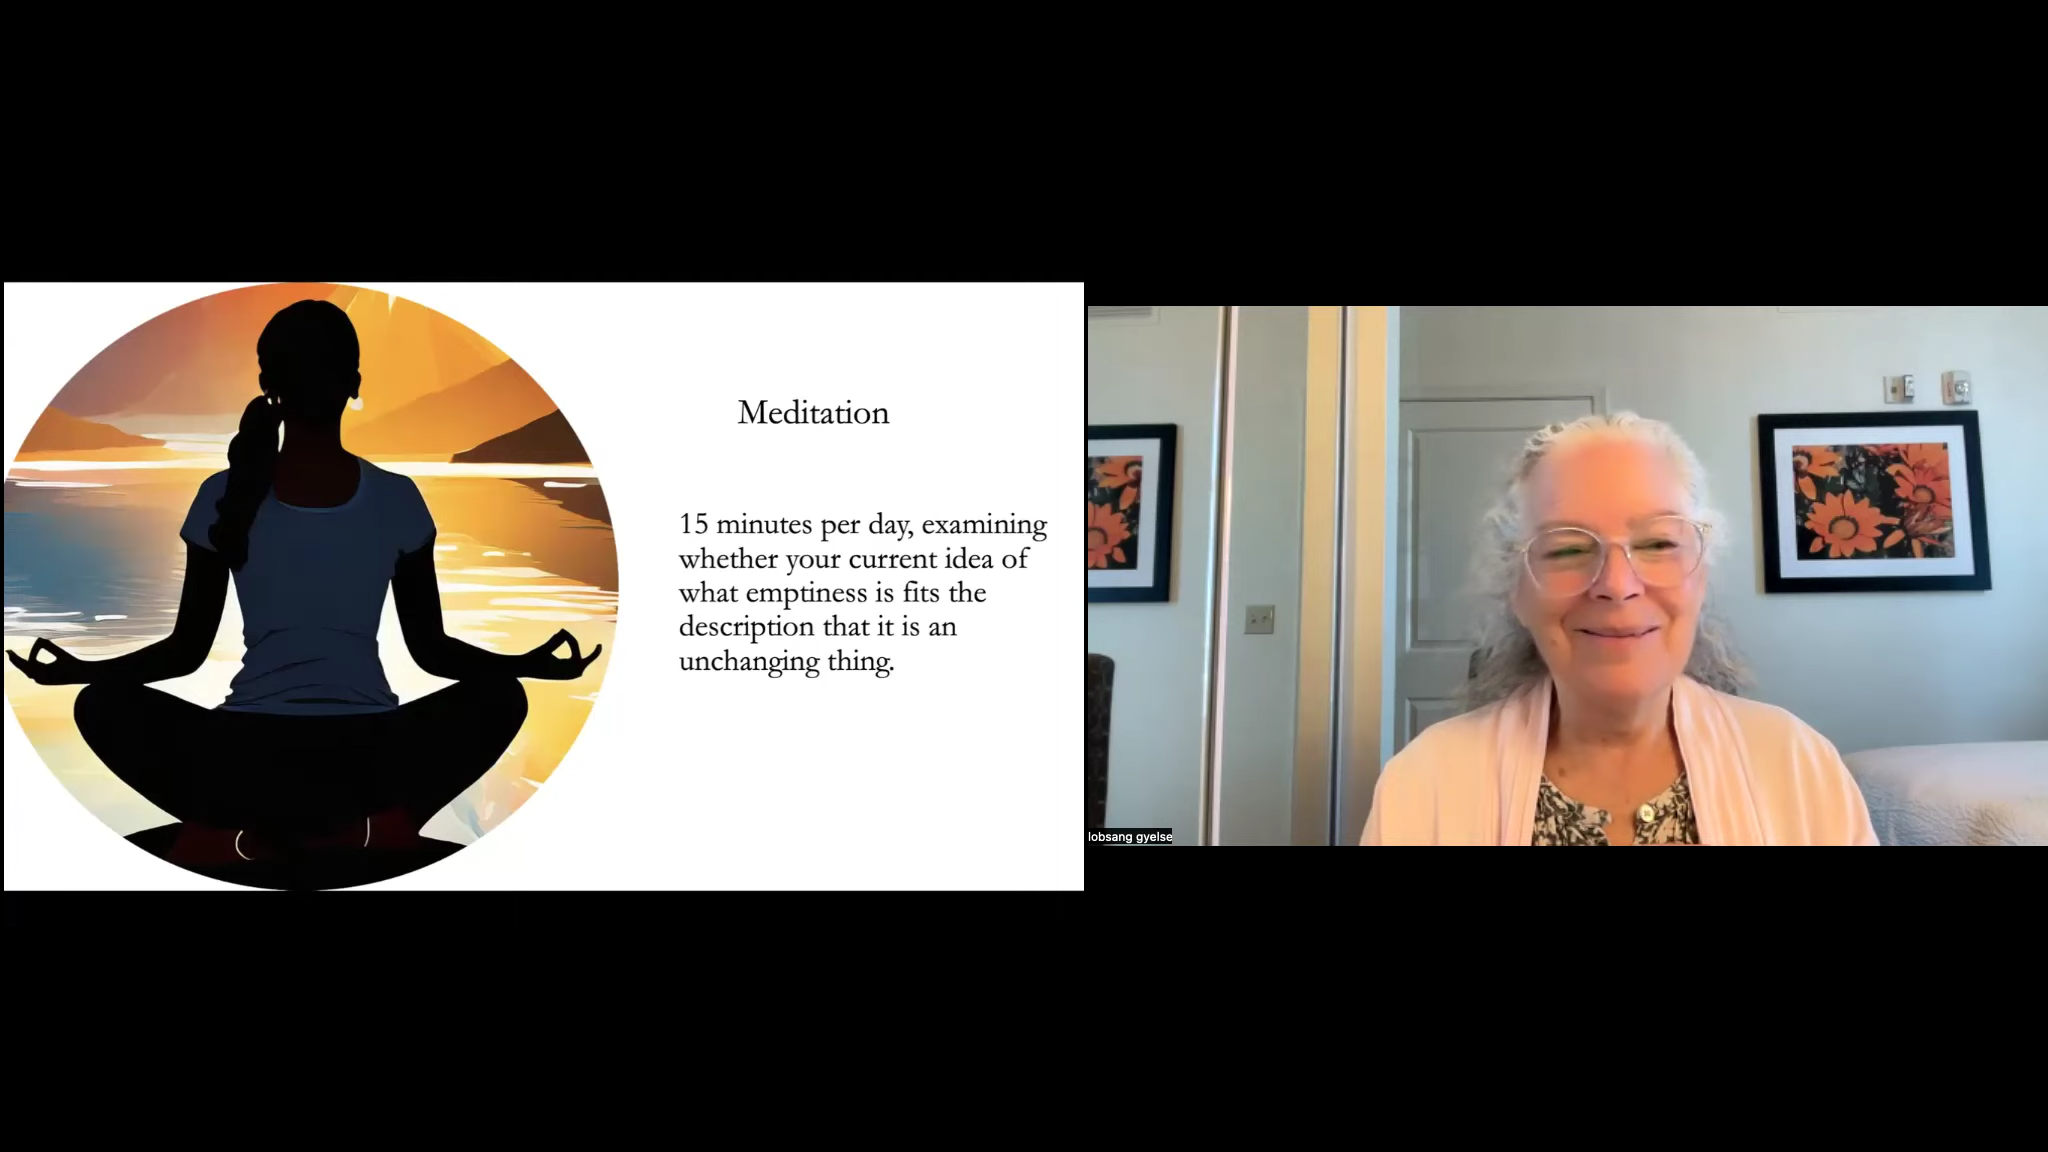 Meditation
15 minutes per day, examining
whether your current idea of
what emptiness is fits the
description that it is an
unchanging thing.
lobsang gyelse